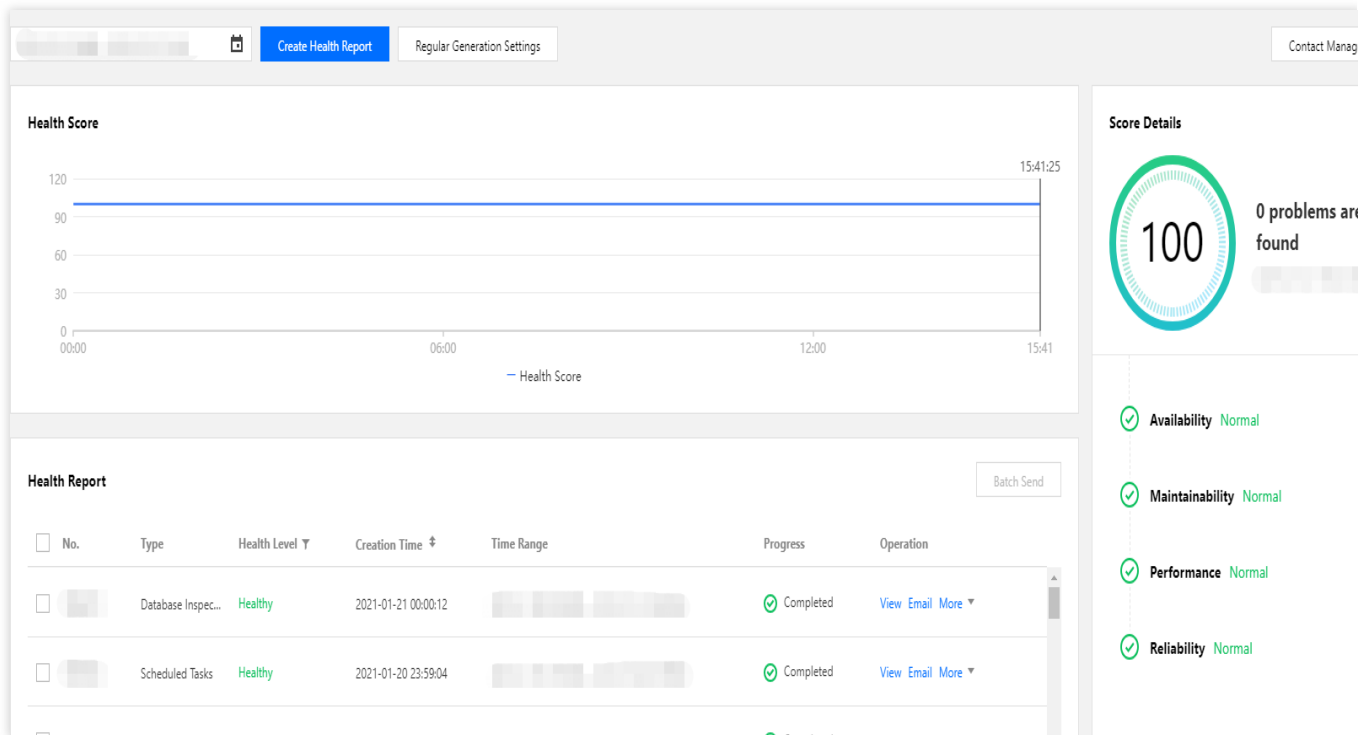 Create Health Report
Regular Generation Settings
Contact Manag
Health Score
15:41:25
120
90
60
30
0
00:00
06:00
12:00
15:41
Health Score
Score Details
100
0 problems are
found
Availability Normal
Maintainability Normal
Performance Normal
Reliability Normal
Health Report
Batch Send
No. Type Health Level Creation Time Time Range Progress Operation
Database Inspec... Healthy 2021-01-21 00:00:12 Completed View Email More
Scheduled Tasks Healthy 2021-01-20 23:59:04 Completed View Email More